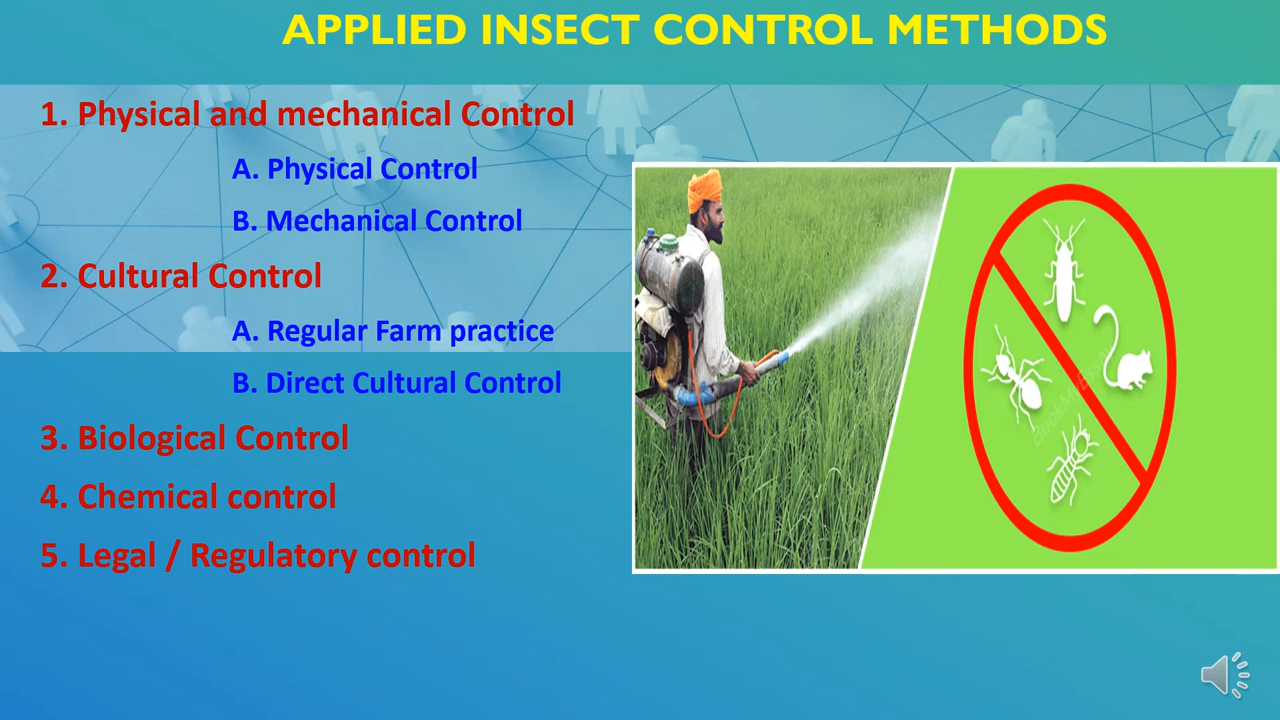 APPLIED INSECT CONTROL METHODS
1. Physical and mechanical Control
A. Physical Control
B. Mechanical Control
2. Cultural Control
A. Regular Farm practice
B. Direct Cultural Control
3. Biological Control
4. Chemical control
5. Legal / Regulatory control